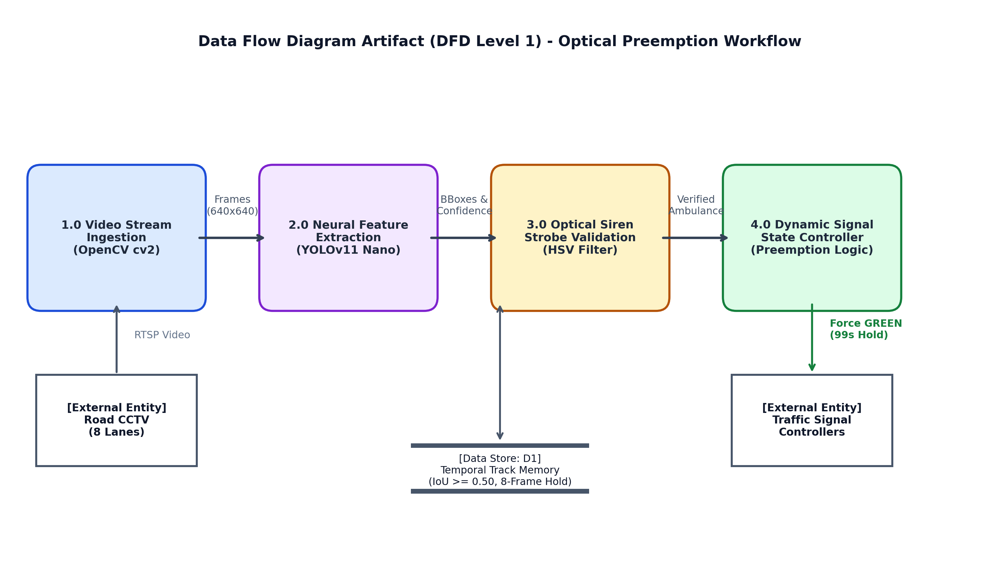 Data Flow Diagram Artifact (DFD Level 1) - Optical Preemption Workflow
1.0 Video Stream
Ingestion
(OpenCV cv2)
Frames
(640x640)
2.0 Neural Feature
Extraction
(YOLOv11 Nano)
BBoxes &
Confidence
3.0 Optical Siren
Strobe Validation
(HSV Filter)
Verified
Ambulance
4.0 Dynamic Signal
State Controller
(Preemption Logic)
RTSP Video
Force GREEN
(99s Hold)
[External Entity]
Road CCTV
(8 Lanes)
[Data Store: D1]
Temporal Track Memory
(IoU >= 0.50, 8-Frame Hold)
[External Entity]
Traffic Signal
Controllers